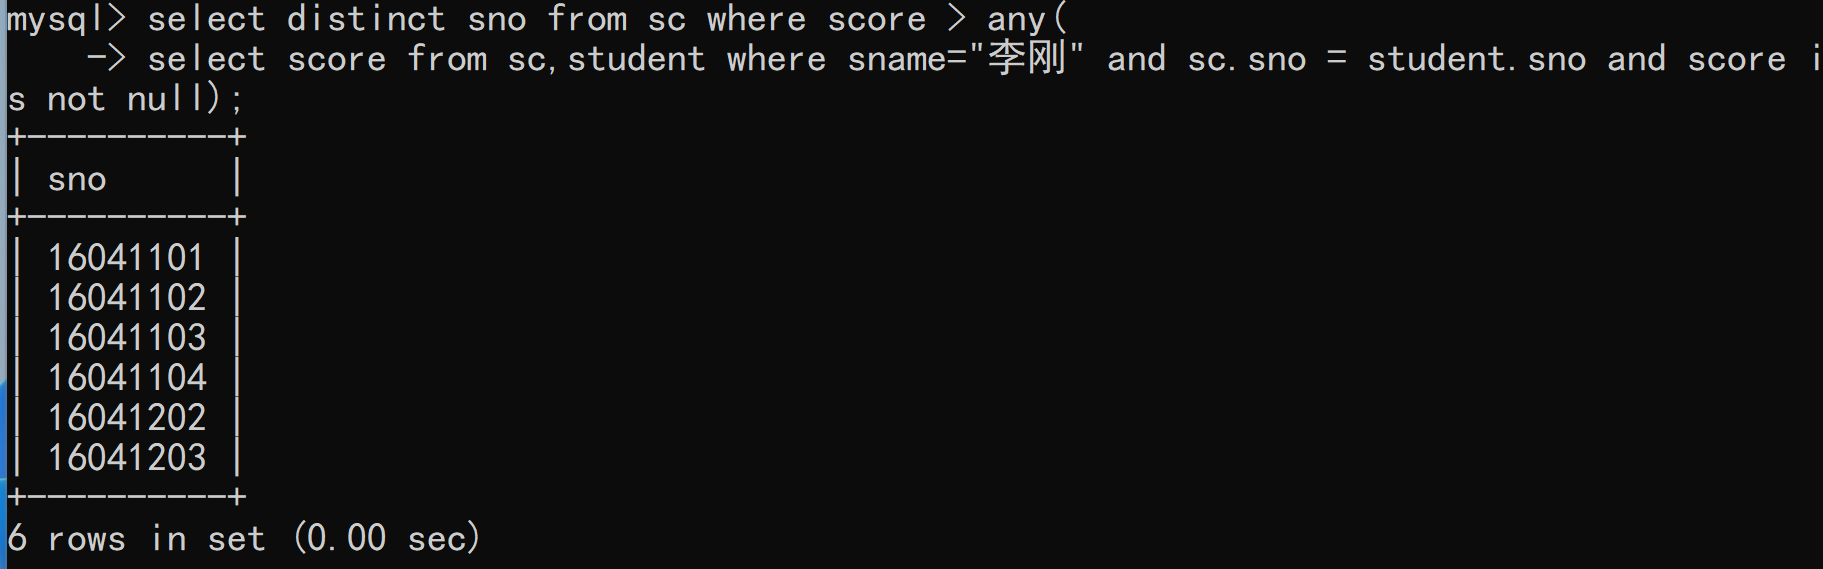 mysql> select distinct sno from sc where score > any(
    -> select score from sc,student where sname="李刚" and sc.sno = student.sno and score i
s not null);
+----------+
| sno      |
+----------+
| 16041101 |
| 16041102 |
| 16041103 |
| 16041104 |
| 16041202 |
| 16041203 |
+----------+
6 rows in set (0.00 sec)